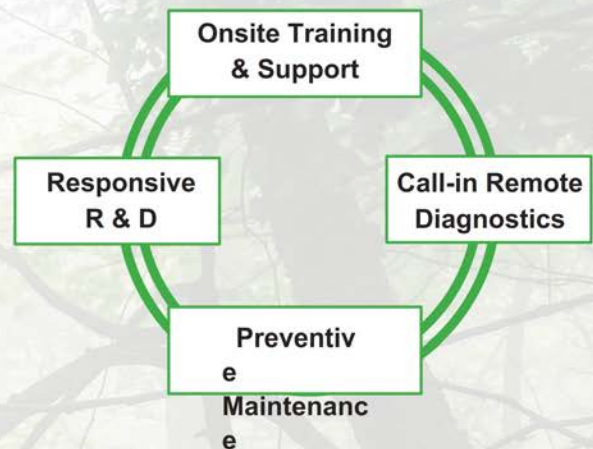 Onsite Training
& Support
Responsive
R & D
Call-in Remote
Diagnostics
Preventiv
e
Maintenanc
e